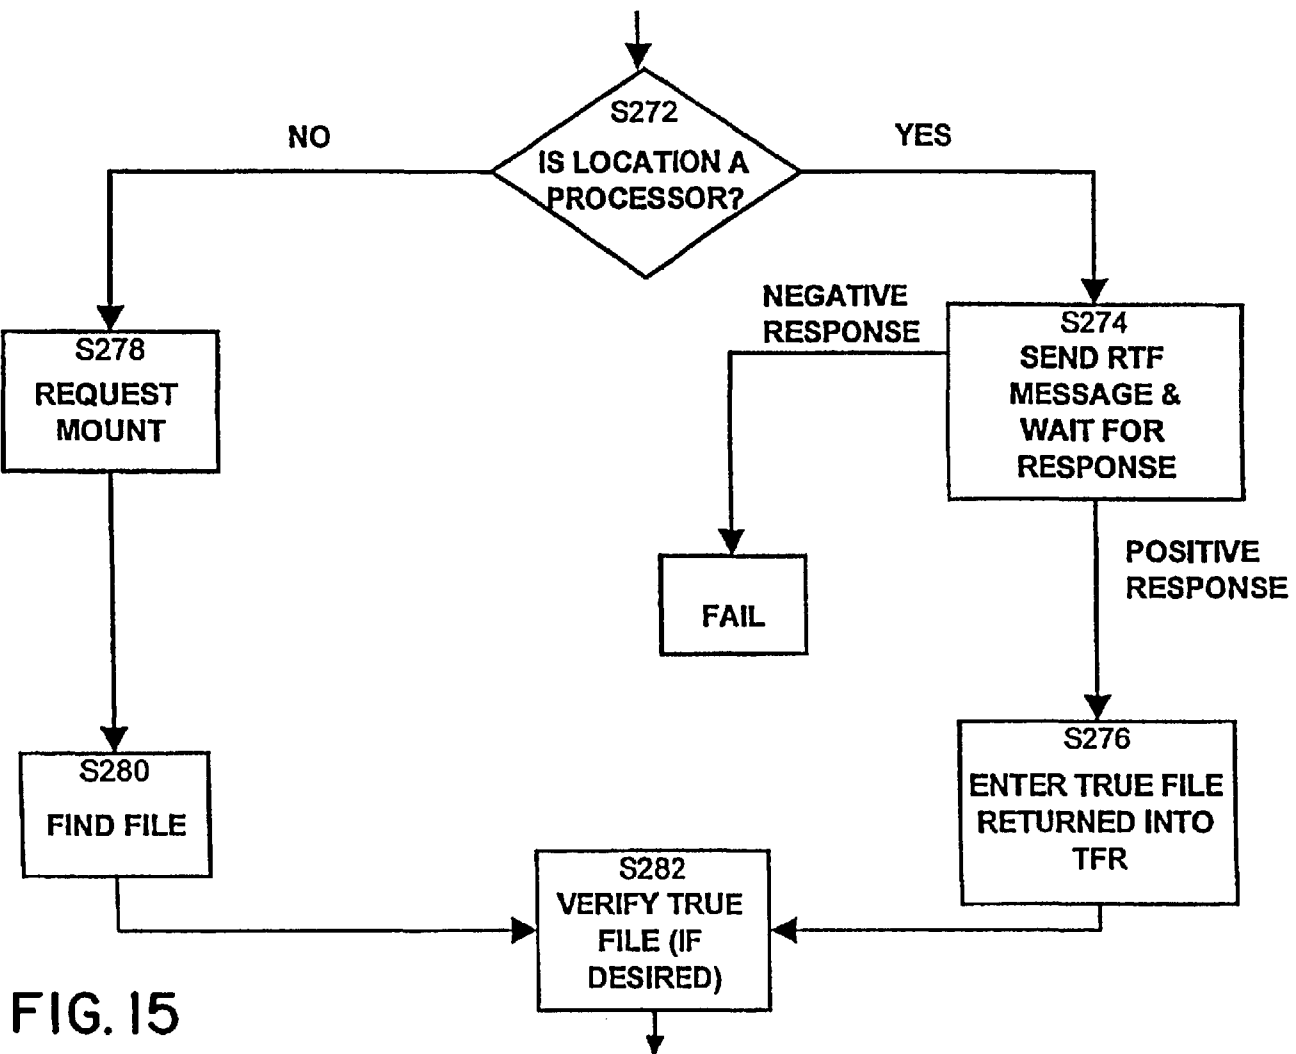 S272
IS LOCATION A
PROCESSOR?
NO
YES
NEGATIVE
RESPONSE
S274
SEND RTF
MESSAGE &
WAIT FOR
RESPONSE
S278
REQUEST
MOUNT
FAIL
POSITIVE
RESPONSE
S280
FIND FILE
S276
ENTER TRUE FILE
RETURNED INTO
TFR
S282
VERIFY TRUE
FILE (IF
DESIRED)
FIG. 15